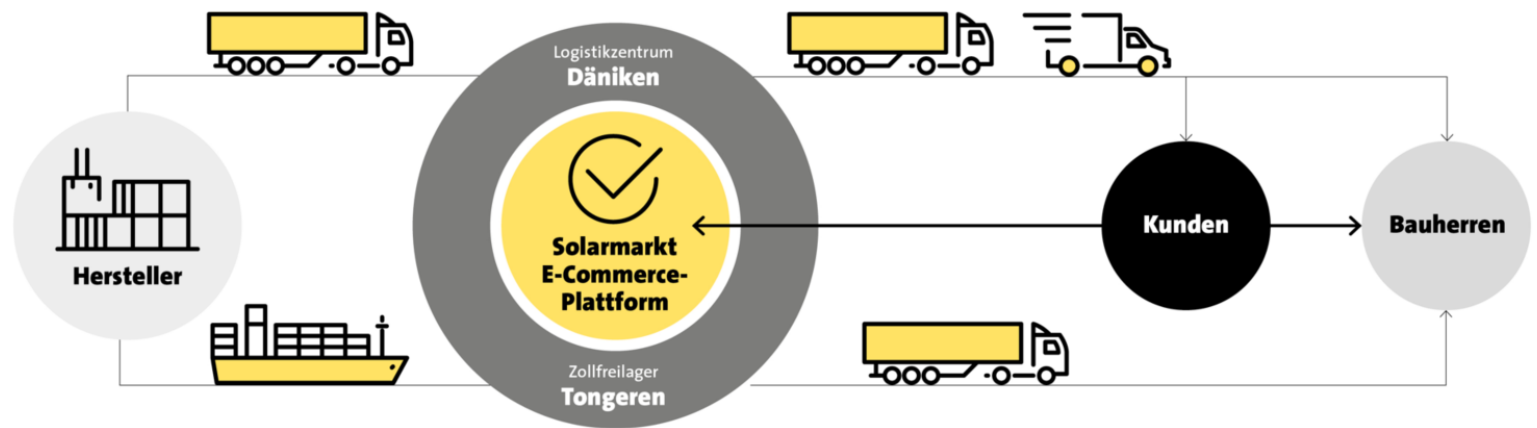 Hersteller
Logistikzentrum
Däniken
Solarmarkt
E-Commerce-
Plattform
Zollfreilager
Tongeren
Kunden
Bauherren